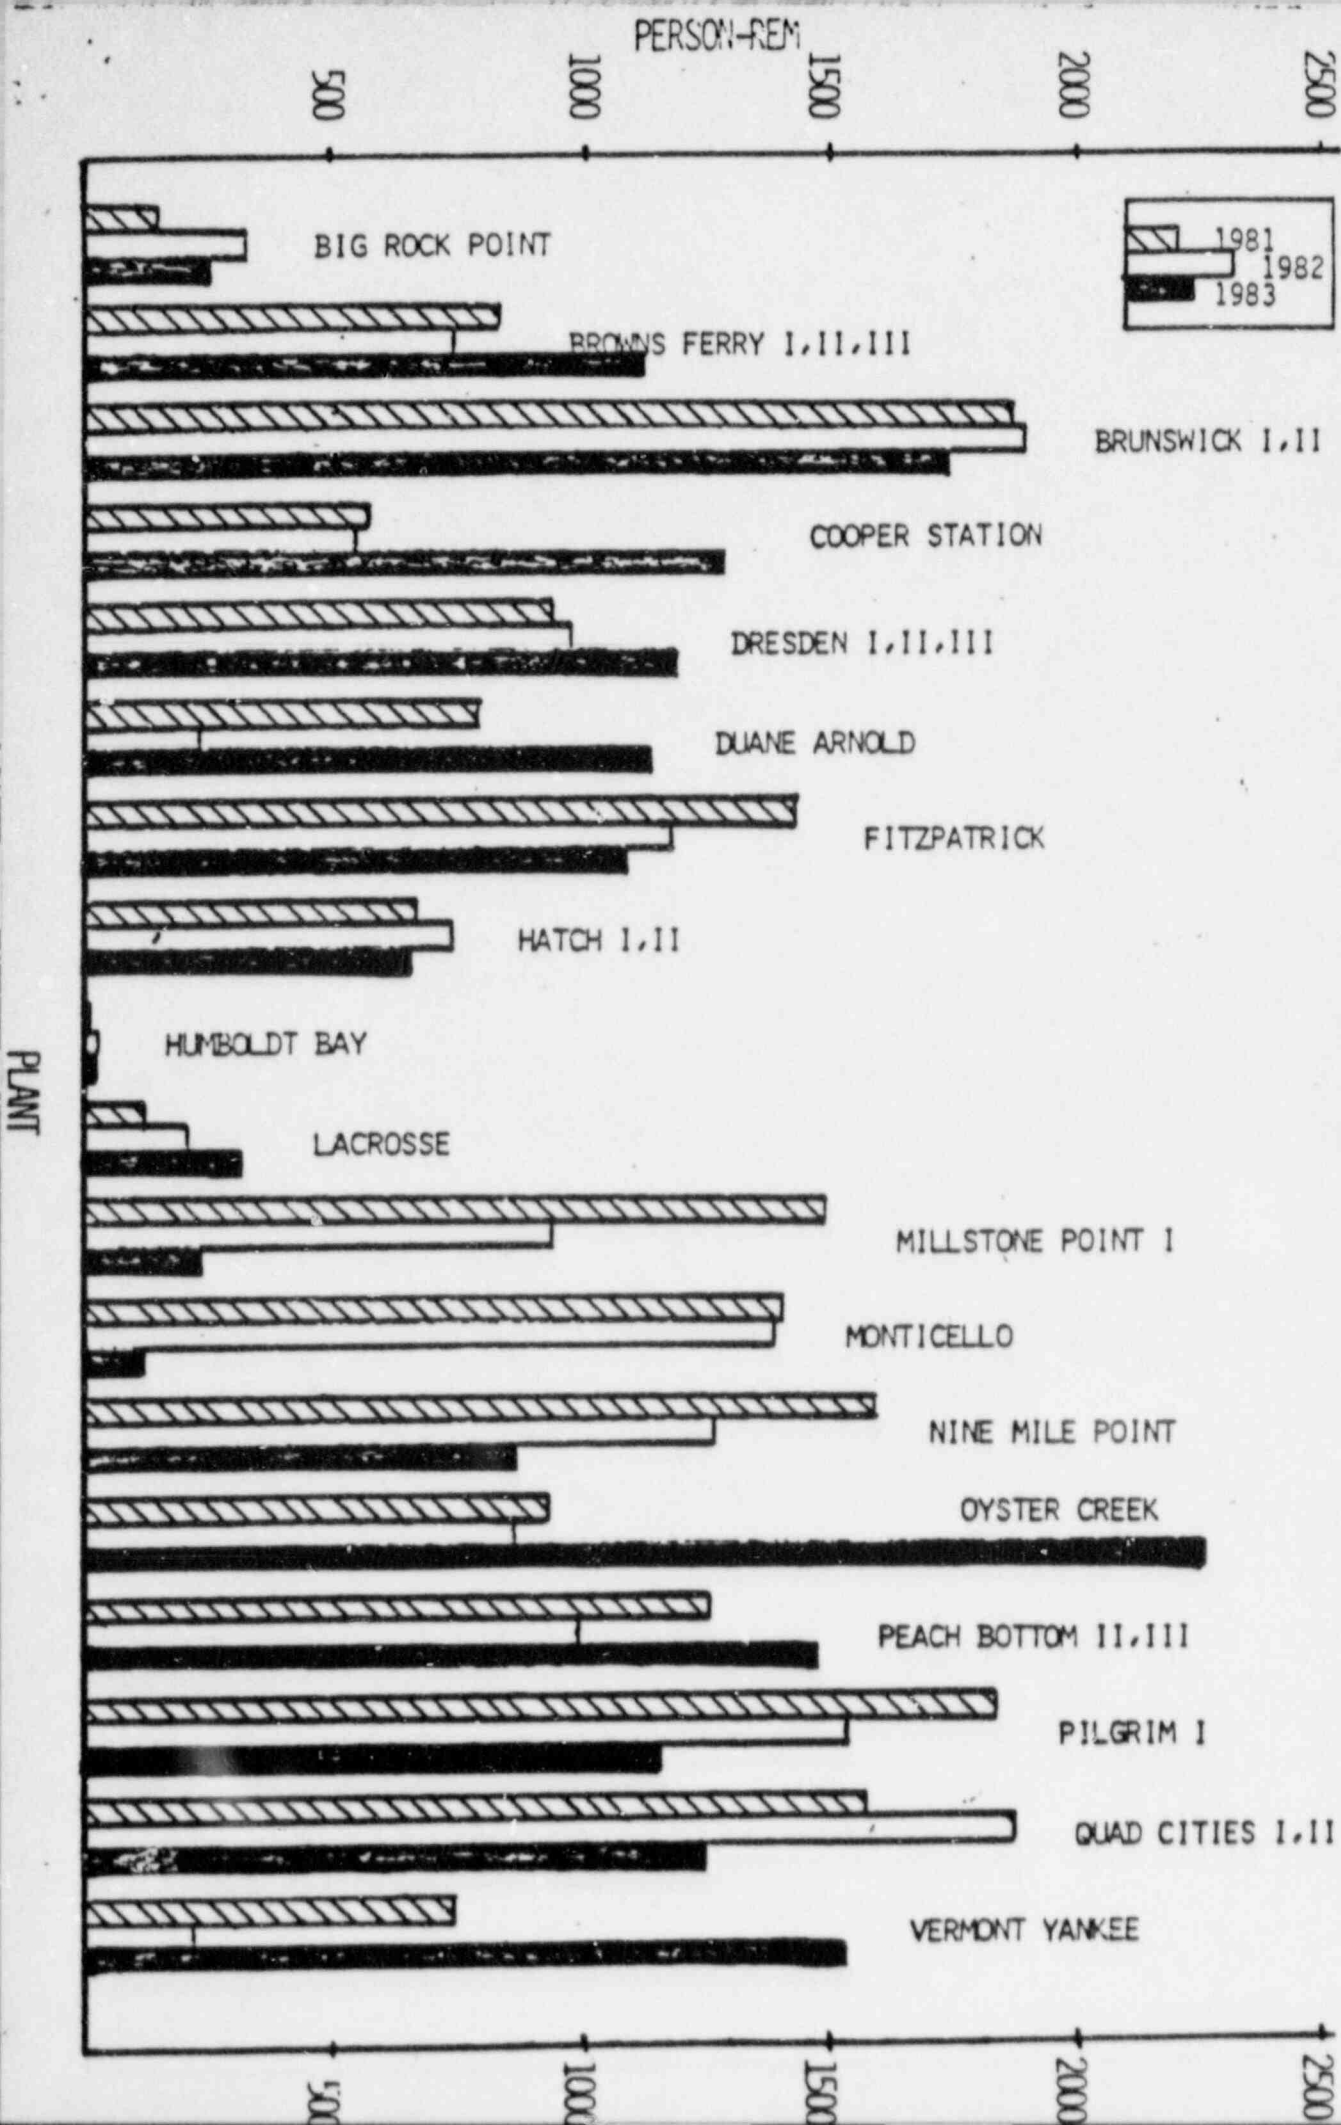 PERSON-REM
500 1000 1500 2000 2500
1981
1982
1983
BIG ROCK POINT
BROWNS FERRY I,II,III
BRUNSWICK I,II
COOPER STATION
DRESDEN I,II,III
DUANE ARNOLD
FITZPATRICK
HATCH I,II
HUMBOLDT BAY
LACROSSE
MILLSTONE POINT I
MONTICELLO
NINE MILE POINT
OYSTER CREEK
PEACH BOTTOM II,III
PILGRIM I
QUAD CITIES I,II
VERMONT YANKEE
PLANT
500 1000 1500 2000 2500